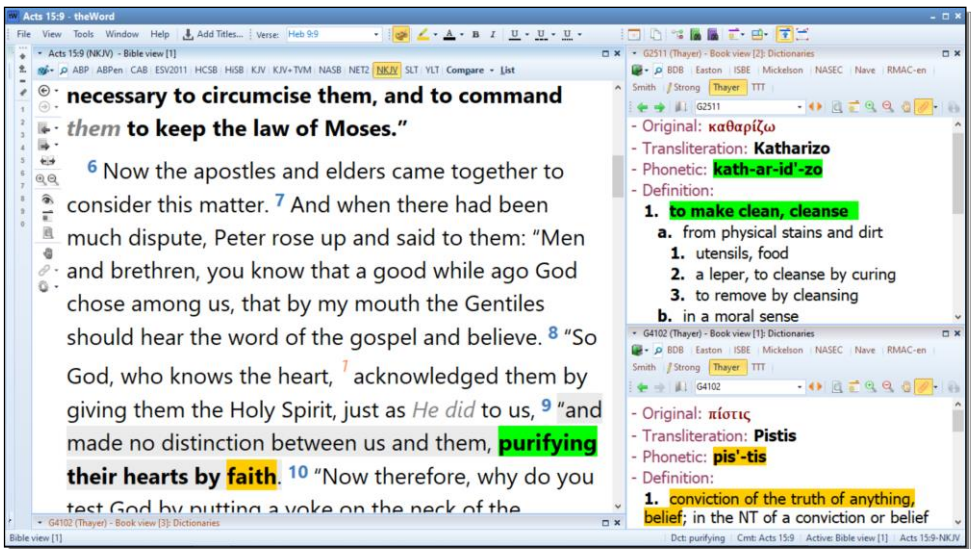 Acts 15:9 - theWord
File View Tools Window Help Add Titles... Verse: Heb 9:9
Acts 15:9 (NKJV) - Bible view [1]
ABP ABPen CAB ESV2011 HCSB HiSB KJV KJV+TVM NASB NET2 NKJV SLT YLT Compare List
necessary to circumcise them, and to command
them to keep the law of Moses.”
6 Now the apostles and elders came together to
consider this matter. 7 And when there had been
much dispute, Peter rose up and said to them: “Men
and brethren, you know that a good while ago God
chose among us, that by my mouth the Gentiles
should hear the word of the gospel and believe. 8 “So
God, who knows the heart, 1 acknowledged them by
giving them the Holy Spirit, just as He did to us, 9 “and
made no distinction between us and them, purifying
their hearts by faith. 10 “Now therefore, why do you
test God by putting a yoke on the neck of the
G4102 (Thayer) - Book view [3]: Dictionaries
G2511 (Thayer) - Book view [2]: Dictionaries
BDB Easton ISBE Mickelson NASEC Nave RMAC-en
Smith Strong Thayer TTT
G2511
- Original: καθαρίζω
- Transliteration: Katharizo
- Phonetic: kath-ar-id'-zo
- Definition:
1. to make clean, cleanse
a. from physical stains and dirt
1. utensils, food
2. a leper, to cleanse by curing
3. to remove by cleansing
b. in a moral sense
G4102 (Thayer) - Book view [1]: Dictionaries
BDB Easton ISBE Mickelson NASEC Nave RMAC-en
Smith Strong Thayer TTT
G4102
- Original: πίστις
- Transliteration: Pistis
- Phonetic: pis'-tis
- Definition:
1. conviction of the truth of anything,
belief; in the NT of a conviction or belief
Bible view [1] Dct: purifying Cmt: Acts 15:9 Active: Bible view [1] Acts 15:9-NKJV